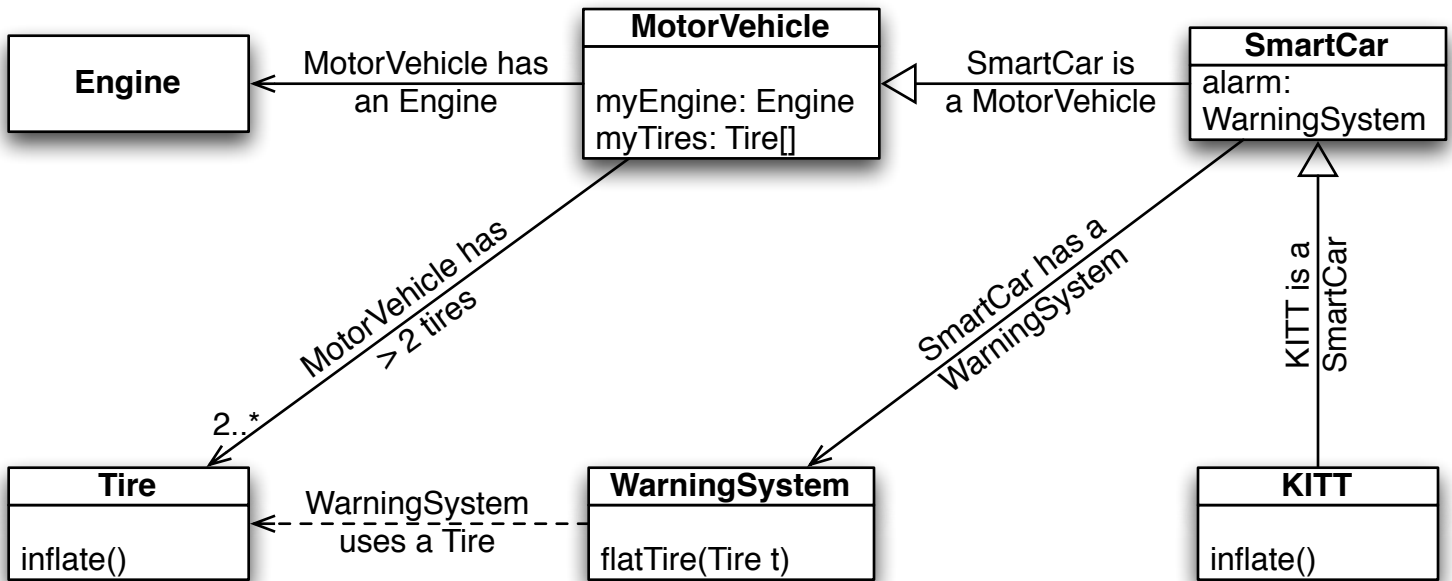 Engine
MotorVehicle has
an Engine
MotorVehicle
myEngine: Engine
myTires: Tire[]
SmartCar is
a MotorVehicle
SmartCar
alarm:
WarningSystem
MotorVehicle has
> 2 tires
2..*
SmartCar has a
WarningSystem
KITT is a
SmartCar
Tire
inflate()
WarningSystem
uses a Tire
WarningSystem
flatTire(Tire t)
KITT
inflate()